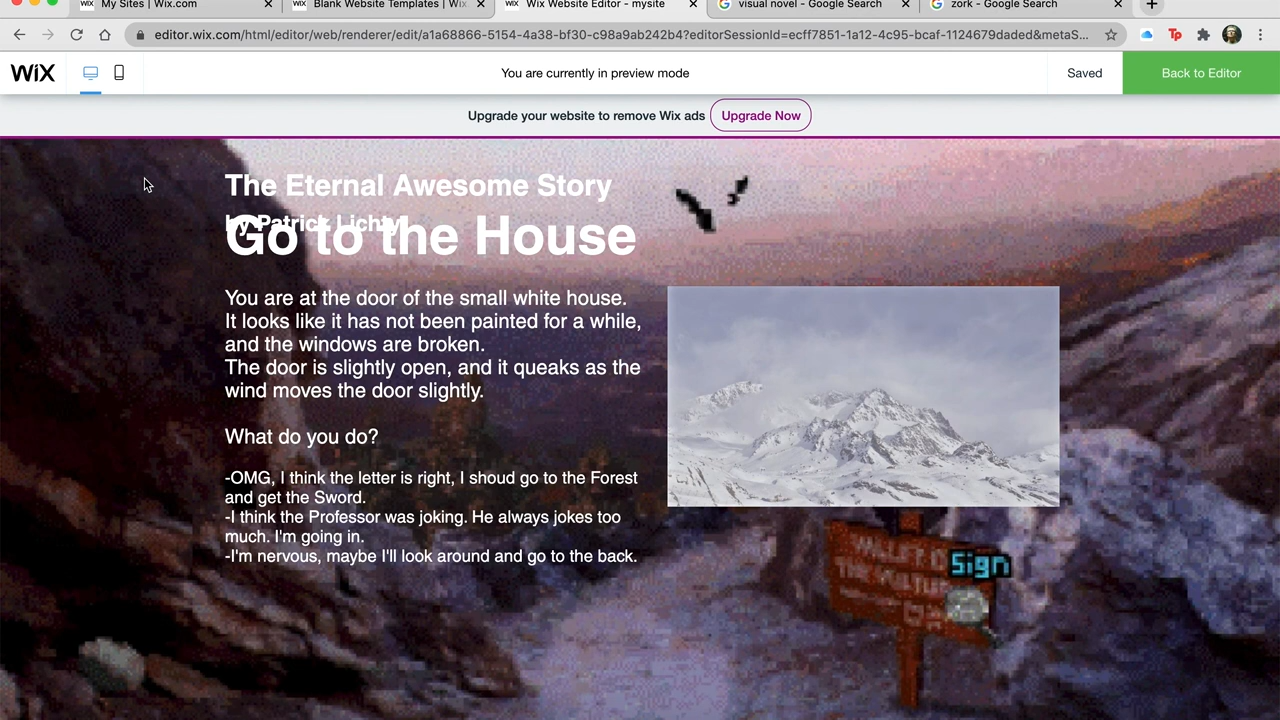 My Sites | Wix.com
Blank Website Templates | Wix
Wix Website Editor - mysite
visual novel - Google Search
zork - Google Search
editor.wix.com/html/editor/web/renderer/edit/a1a68866-5154-4a38-bf30-c98a9ab242b4?editorSessionId=ecff7851-1a12-4c95-bcaf-1124679daded&metaS...
WiX
You are currently in preview mode
Saved
Back to Editor
Upgrade your website to remove Wix ads
Upgrade Now
The Eternal Awesome Story
by Patrick Lichty
Go to the House
You are at the door of the small white house.
It looks like it has not been painted for a while,
and the windows are broken.
The door is slightly open, and it queaks as the
wind moves the door slightly.
What do you do?
-OMG, I think the letter is right, I shoud go to the Forest
and get the Sword.
-I think the Professor was joking. He always jokes too
much. I'm going in.
-I'm nervous, maybe I'll look around and go to the back.
Sign